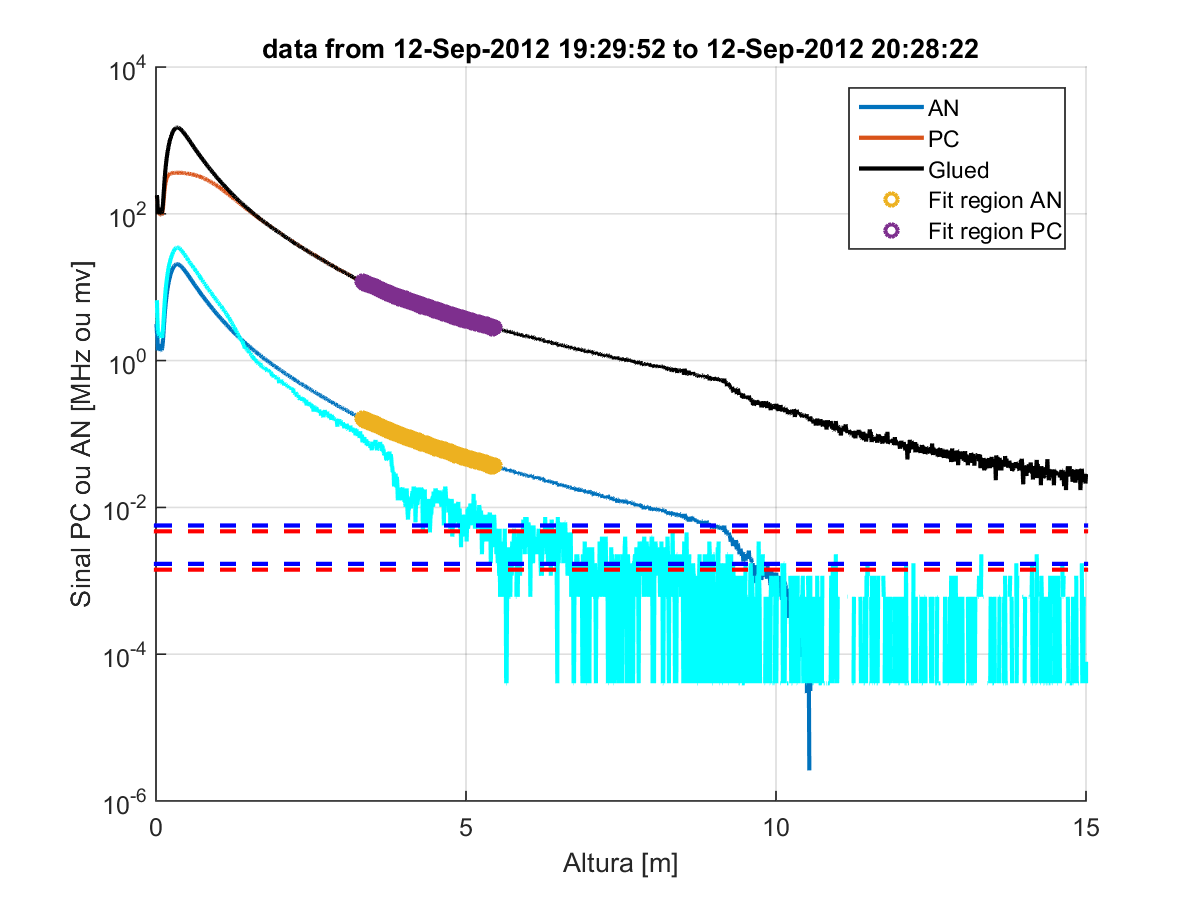 data from 12-Sep-2012 19:29:52 to 12-Sep-2012 20:28:22
Sinal PC ou AN [MHz ou mv]
10^4
10^2
10^0
10^-2
10^-4
10^-6
AN
PC
Glued
Fit region AN
Fit region PC
0 5 10 15
Altura [m]